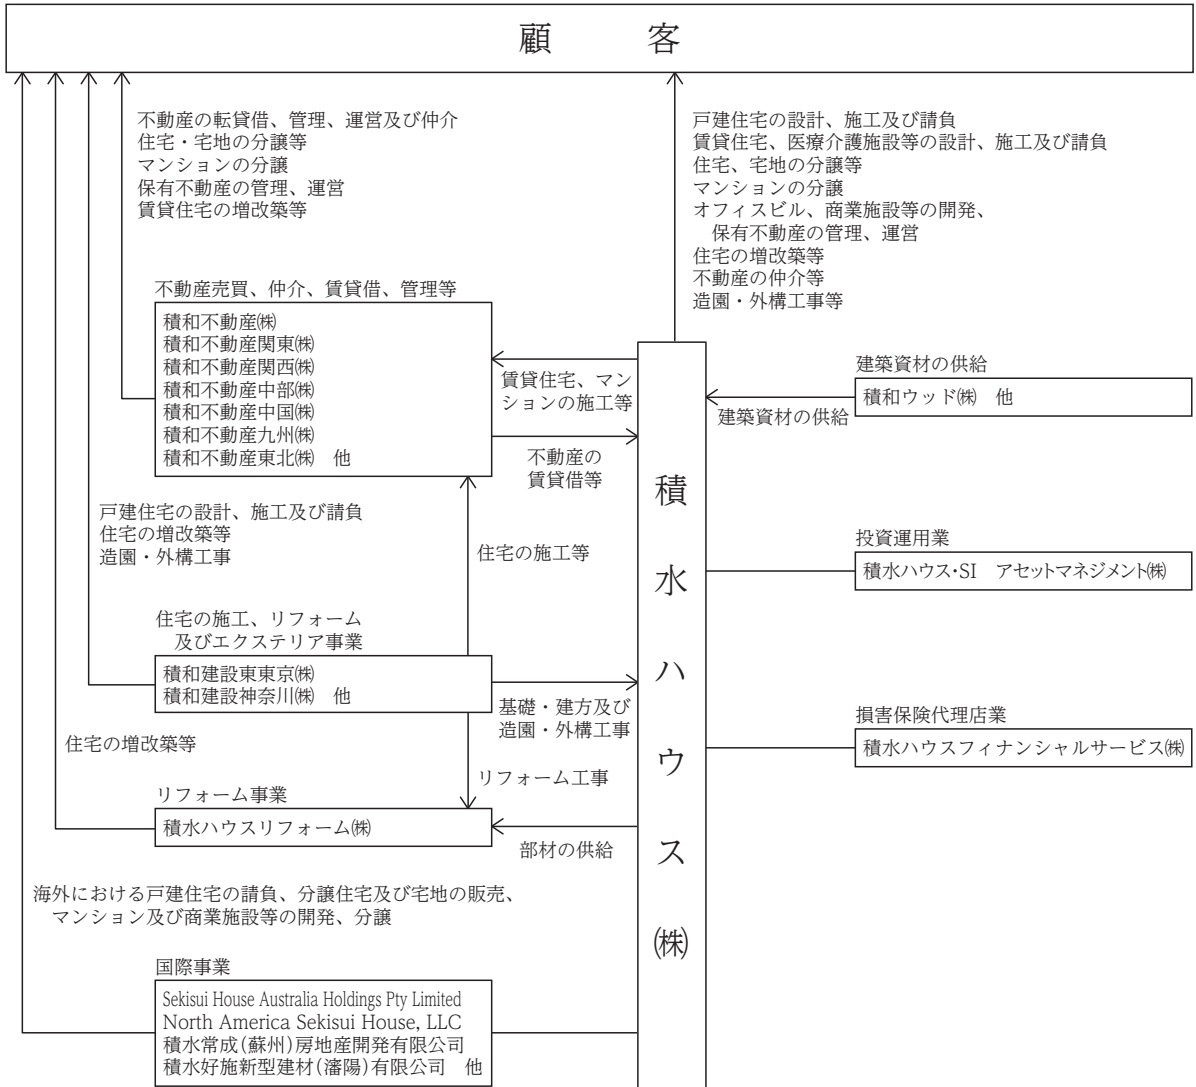 顧　客
不動産の転貸借、管理、運営及び仲介
住宅・宅地の分譲等
マンションの分譲
保有不動産の管理、運営
賃貸住宅の増改築等
戸建住宅の設計、施工及び請負
賃貸住宅、医療介護施設等の設計、施工及び請負
住宅、宅地の分譲等
マンションの分譲
オフィスビル、商業施設等の開発、
保有不動産の管理、運営
住宅の増改築等
不動産の仲介等
造園・外構工事等
不動産売買、仲介、賃貸借、管理等
積和不動産㈱
積和不動産関東㈱
積和不動産関西㈱
積和不動産中部㈱
積和不動産中国㈱
積和不動産九州㈱
積和不動産東北㈱　他
賃貸住宅、マン
ションの施工等
不動産の
賃貸借等
建築資材の供給
積和ウッド㈱　他
建築資材の供給
積水ハウス㈱
戸建住宅の設計、施工及び請負
住宅の増改築等
造園・外構工事
住宅の施工等
投資運用業
積水ハウス・SI　アセットマネジメント㈱
住宅の施工、リフォーム
及びエクステリア事業
積和建設東東京㈱
積和建設神奈川㈱　他
基礎・建方及び
造園・外構工事
損害保険代理店業
積水ハウスフィナンシャルサービス㈱
住宅の増改築等
リフォーム工事
リフォーム事業
積水ハウスリフォーム㈱
部材の供給
海外における戸建住宅の請負、分譲住宅及び宅地の販売、
マンション及び商業施設等の開発、分譲
国際事業
Sekisui House Australia Holdings Pty Limited
North America Sekisui House, LLC
積水常成(蘇州)房地産開発有限公司
積水好施新型建材(瀋陽)有限公司　他